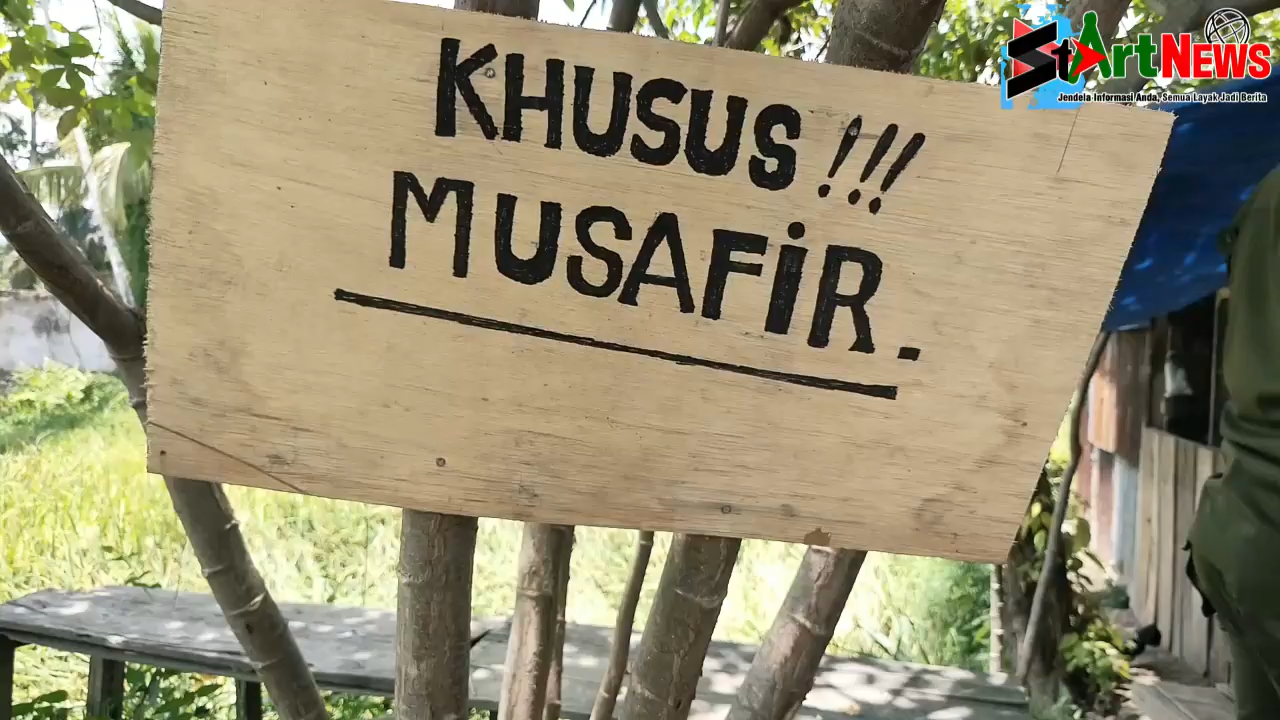 StArtNEWS
Jendela Informasi Anda, Semua Layak Jadi Berita
KHUSUS !!!
MUSAFIR.